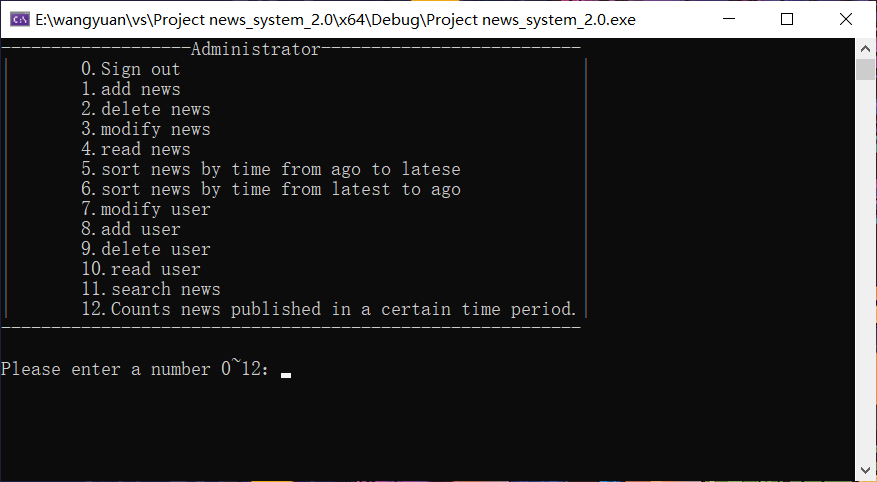 E:\wangyuan\vs\Project news_system_2.0\x64\Debug\Project news_system_2.0.exe
-------------------Administrator--------------------------
0.Sign out
1.add news
2.delete news
3.modify news
4.read news
5.sort news by time from ago to latese
6.sort news by time from latest to ago
7.modify user
8.add user
9.delete user
10.read user
11.search news
12.Counts news published in a certain time period.
----------------------------------------------------------
Please enter a number 0~12: